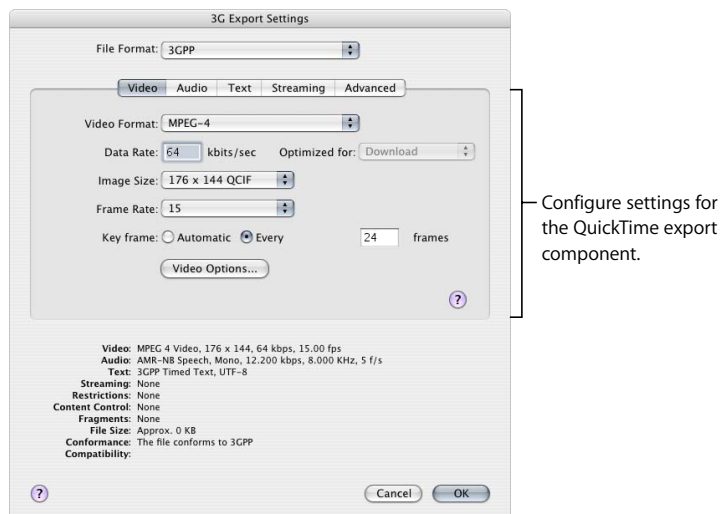 3G Export Settings
File Format: 3GPP
Video Audio Text Streaming Advanced
Video Format: MPEG-4
Data Rate: 64 kbits/sec Optimized for: Download
Image Size: 176 x 144 QCIF
Frame Rate: 15
Key frame: Automatic Every 24 frames
Video Options...
?
Configure settings for
the QuickTime export
component.
Video: MPEG 4 Video, 176 x 144, 64 kbps, 15.00 fps
Audio: AMR-NB Speech, Mono, 12.200 kbps, 8.000 KHz, 5 f/s
Text: 3GPP Timed Text, UTF-8
Streaming: None
Restrictions: None
Content Control: None
Fragments: None
File Size: Approx. 0 KB
Conformance: The file conforms to 3GPP
Compatibility:
? Cancel OK